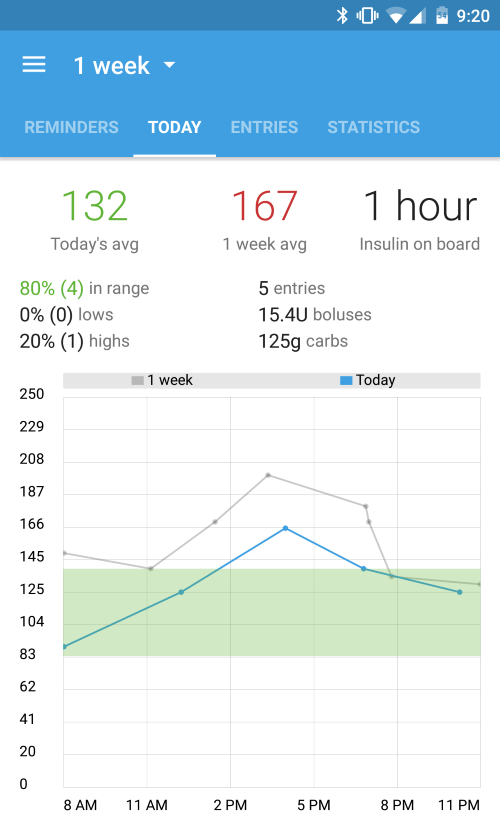 9:20
1 week
REMINDERS TODAY ENTRIES STATISTICS
132 167 1 hour
Today's avg 1 week avg Insulin on board
80% (4) in range 5 entries
0% (0) lows 15.4U boluses
20% (1) highs 125g carbs
1 week Today
250
229
208
187
166
145
125
104
83
62
41
20
0
8 AM 11 AM 2 PM 5 PM 8 PM 11 PM